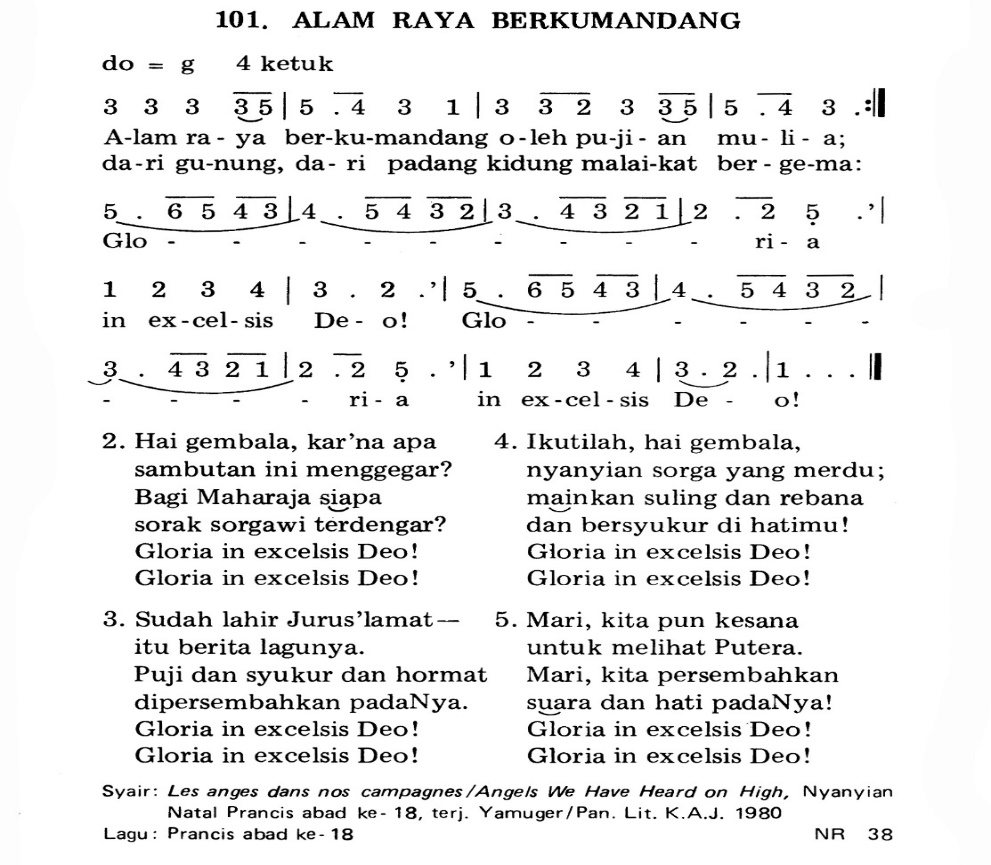 101. ALAM RAYA BERKUMANDANG
do = g 4 ketuk
3 3 3 3 5 | 5 . 4 3 1 | 3 3 2 3 3 5 | 5 . 4 3 . :||
A-lam ra - ya ber-ku-mandang o-leh pu-ji- an mu- li - a;
da-ri gu-nung, da- ri padang kidung malai-kat ber - ge-ma:
5 . 6 5 4 3 | 4 . 5 4 3 2 | 3 . 4 3 2 1 | 2 . 2 5̣ .’ |
Glo - - - - - - - - ri - a
1 2 3 4 | 3 . 2 .’ | 5 . 6 5 4 3 | 4 . 5 4 3 2 |
in ex-cel-sis De - o! Glo - - - - - -
3 . 4 3 2 1 | 2 . 2 5̣ . ’ | 1 2 3 4 | 3 . 2 . | 1 . . . ||
- - - - ri - a in ex-cel-sis De - o!
2. Hai gembala, kar’na apa
sambutan ini menggegar?
Bagi Maharaja siapa
sorak sorgawi terdengar?
Gloria in excelsis Deo!
Gloria in excelsis Deo!
3. Sudah lahir Jurus’lamat—
itu berita lagunya.
Puji dan syukur dan hormat
dipersembahkan padaNya.
Gloria in excelsis Deo!
Gloria in excelsis Deo!
4. Ikutilah, hai gembala,
nyanyian sorga yang merdu;
mainkan suling dan rebana
dan bersyukur di hatimu!
Gloria in excelsis Deo!
Gloria in excelsis Deo!
5. Mari, kita pun kesana
untuk melihat Putera.
Mari, kita persembahkan
suara dan hati padaNya!
Gloria in excelsis Deo!
Gloria in excelsis Deo!
Syair: Les anges dans nos campagnes/Angels We Have Heard on High, Nyanyian
Natal Prancis abad ke- 18, terj. Yamuger/Pan. Lit. K.A.J. 1980
Lagu : Prancis abad ke- 18
NR 38